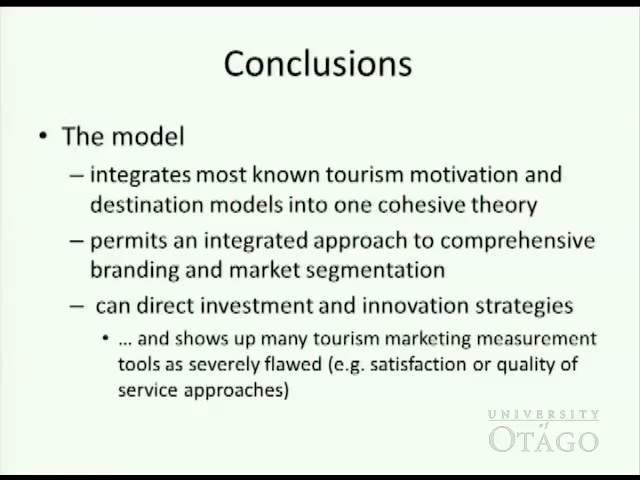 Conclusions
• The model
– integrates most known tourism motivation and
destination models into one cohesive theory
– permits an integrated approach to comprehensive
branding and market segmentation
– can direct investment and innovation strategies
• ... and shows up many tourism marketing measurement
tools as severely flawed (e.g. satisfaction or quality of
service approaches)
UNIVERSITY
of
OTAGO